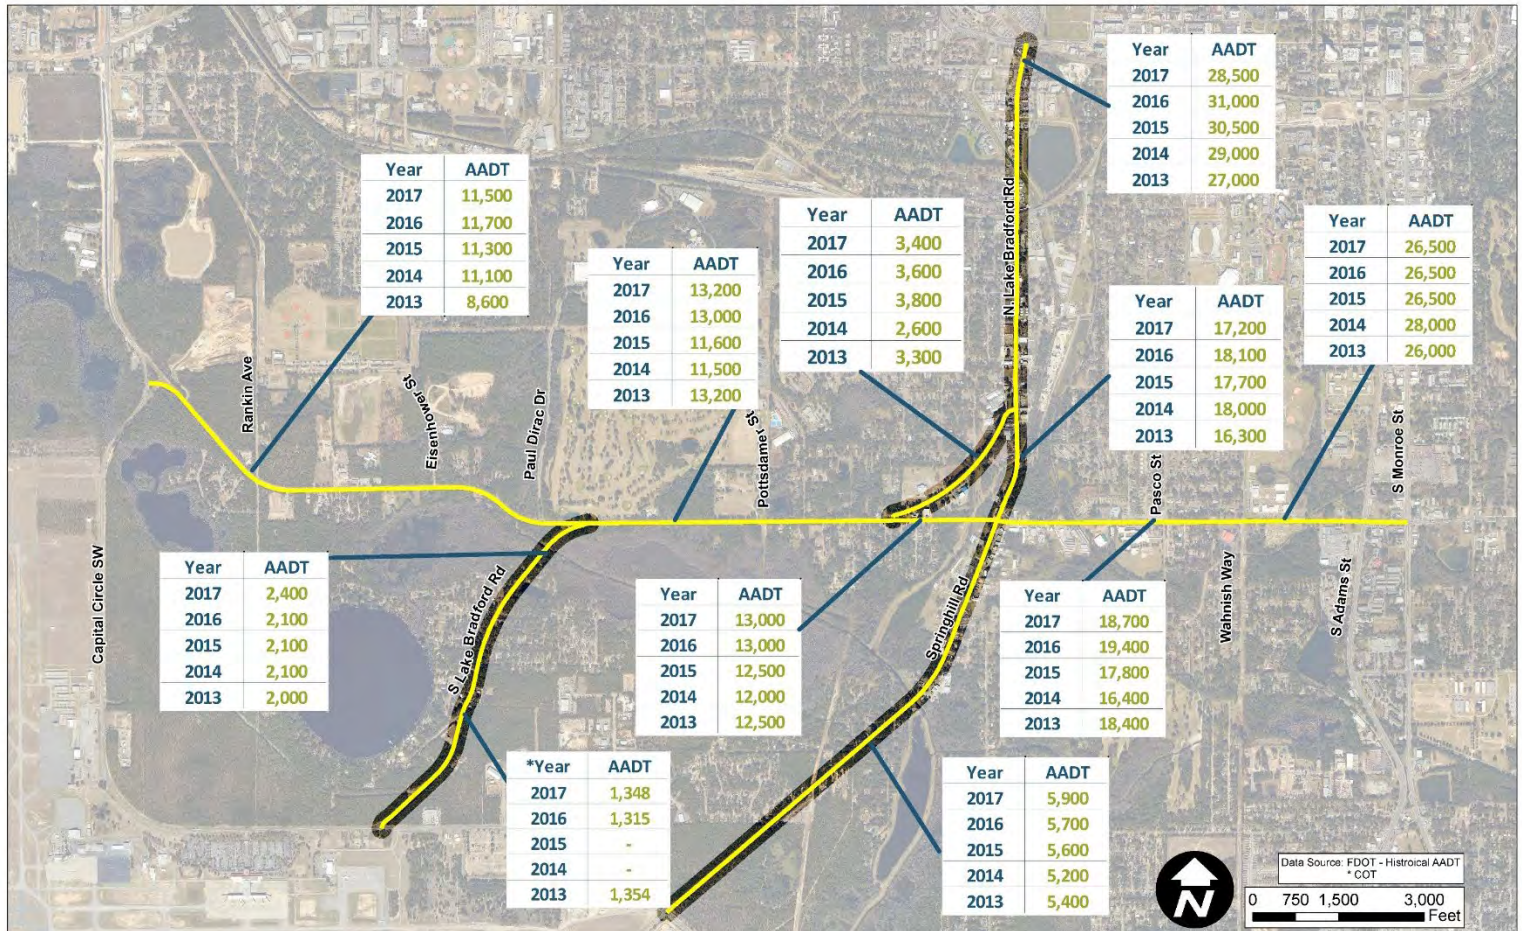 Year AADT
2017 28,500
2016 31,000
2015 30,500
2014 29,000
2013 27,000
Year AADT
2017 11,500
2016 11,700
2015 11,300
2014 11,100
2013 8,600
Year AADT
2017 3,400
2016 3,600
2015 3,800
2014 2,600
2013 3,300
Year AADT
2017 26,500
2016 26,500
2015 26,500
2014 28,000
2013 26,000
Year AADT
2017 13,200
2016 13,000
2015 11,600
2014 11,500
2013 13,200
Year AADT
2017 17,200
2016 18,100
2015 17,700
2014 18,000
2013 16,300
N. Lake Bradford Rd
Rankin Ave
Eisenhower St
Paul Dirac Dr
Pottsdamer St
Pasco St
S Monroe St
Capital Circle SW
S Lake Bradford Rd
Springhill Rd
Wahnish Way
S Adams St
Year AADT
2017 2,400
2016 2,100
2015 2,100
2014 2,100
2013 2,000
Year AADT
2017 13,000
2016 13,000
2015 12,500
2014 12,000
2013 12,500
Year AADT
2017 18,700
2016 19,400
2015 17,800
2014 16,400
2013 18,400
*Year AADT
2017 1,348
2016 1,315
2015 -
2014 -
2013 1,354
Year AADT
2017 5,900
2016 5,700
2015 5,600
2014 5,200
2013 5,400
N
Data Source: FDOT - Histroical AADT
* COT
0 750 1,500 3,000
Feet